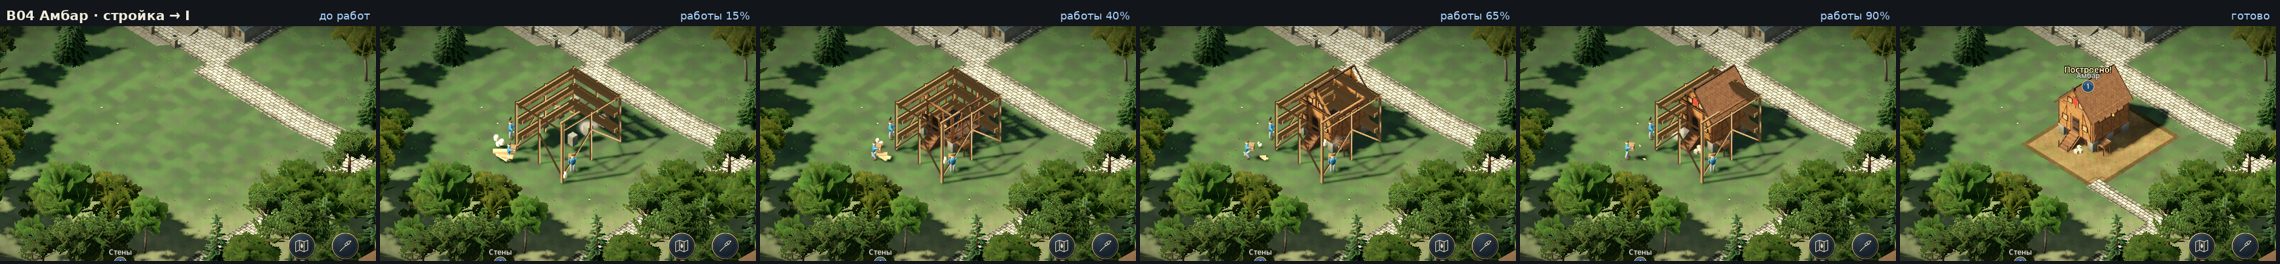 B04 Амбар · стройка → I
до работ
работы 15%
работы 40%
работы 65%
работы 90%
готово
Построено!
Амбар
1
Стены
Стены
Стены
Стены
Стены
Стены